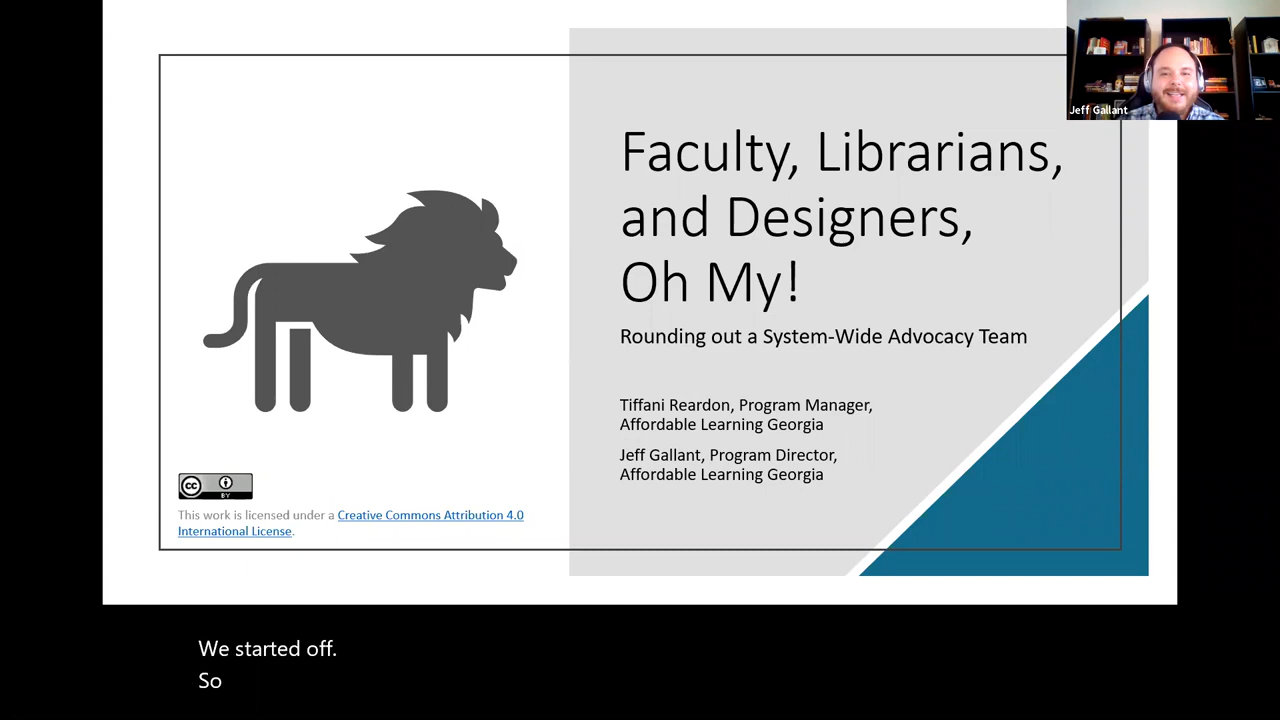 Jeff Gallant
Faculty, Librarians,
and Designers,
Oh My!
Rounding out a System-Wide Advocacy Team
Tiffani Reardon, Program Manager,
Affordable Learning Georgia
Jeff Gallant, Program Director,
Affordable Learning Georgia
cc
BY
This work is licensed under a Creative Commons Attribution 4.0
International License.
We started off.
So